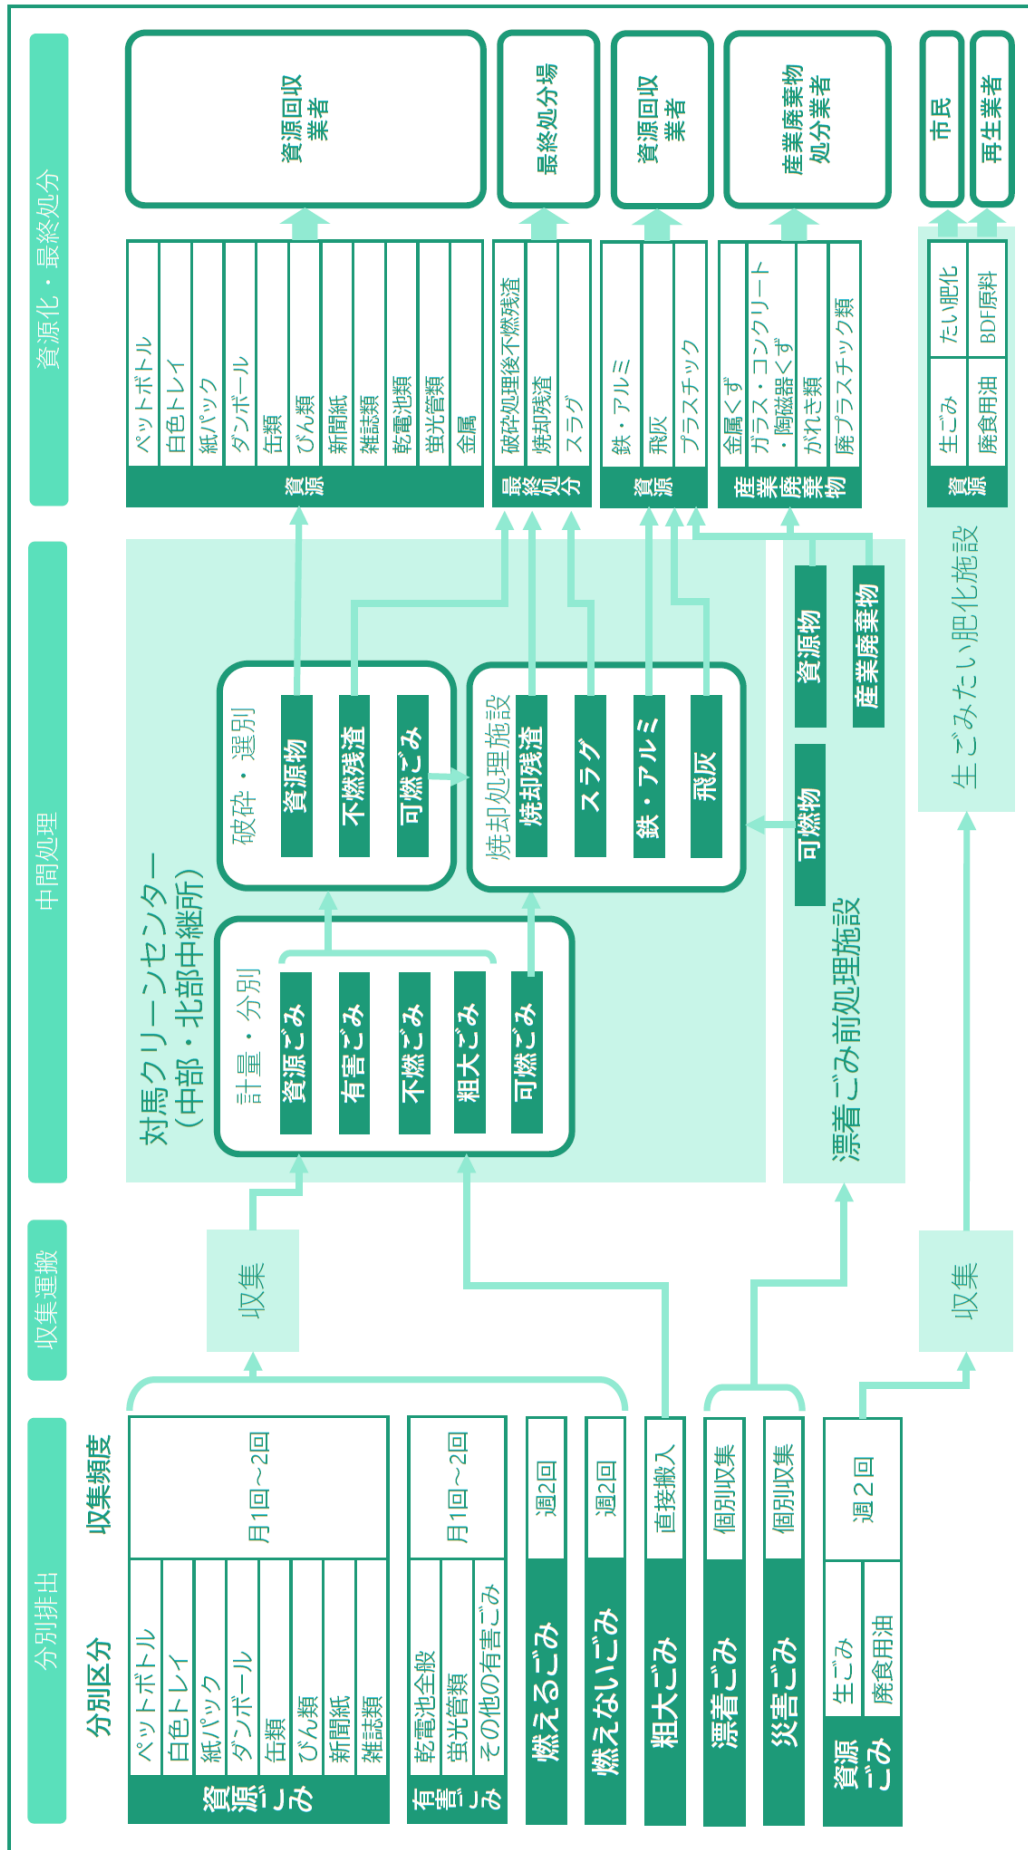 分別排出
収集運搬
中間処理
資源化・最終処分
分別区分
収集頻度
資源ごみ
ペットボトル
白色トレイ
紙パック
ダンボール
缶類
びん類
新聞紙
雑誌類
月1回～2回
有害ごみ
乾電池全般
蛍光管類
その他の有害ごみ
月1回～2回
燃えるごみ
週2回
燃えないごみ
週2回
粗大ごみ
直接搬入
漂着ごみ
個別収集
災害ごみ
個別収集
資源
ごみ
生ごみ
廃食用油
週２回
収集
収集
対馬クリーンセンター
（中部・北部中継所）
計量・分別
資源ごみ
有害ごみ
不燃ごみ
粗大ごみ
可燃ごみ
破砕・選別
資源物
不燃残渣
可燃ごみ
焼却処理施設
焼却残渣
スラグ
鉄・アルミ
飛灰
漂着ごみ前処理施設
可燃物
資源物
産業廃棄物
生ごみたい肥化施設
資源
ペットボトル
白色トレイ
紙パック
ダンボール
缶類
びん類
新聞紙
雑誌類
乾電池類
蛍光管類
金属
資源回収
業者
最終処分
破砕処理後不燃残渣
焼却残渣
スラグ
最終処分場
資源
鉄・アルミ
飛灰
プラスチック
資源回収
業者
産業廃棄物
金属くず
ガラス・コンクリート
・陶磁器くず
がれき類
廃プラスチック類
産業廃棄物
処分業者
資源
生ごみ
たい肥化
廃食用油
BDF原料
市民
再生業者